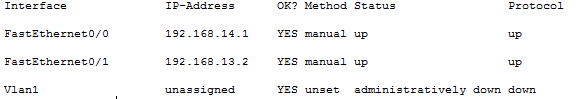 Interface IP-Address OK? Method Status Protocol
FastEthernet0/0 192.168.14.1 YES manual up up
FastEthernet0/1 192.168.13.2 YES manual up up
Vlan1 unassigned YES unset administratively down down